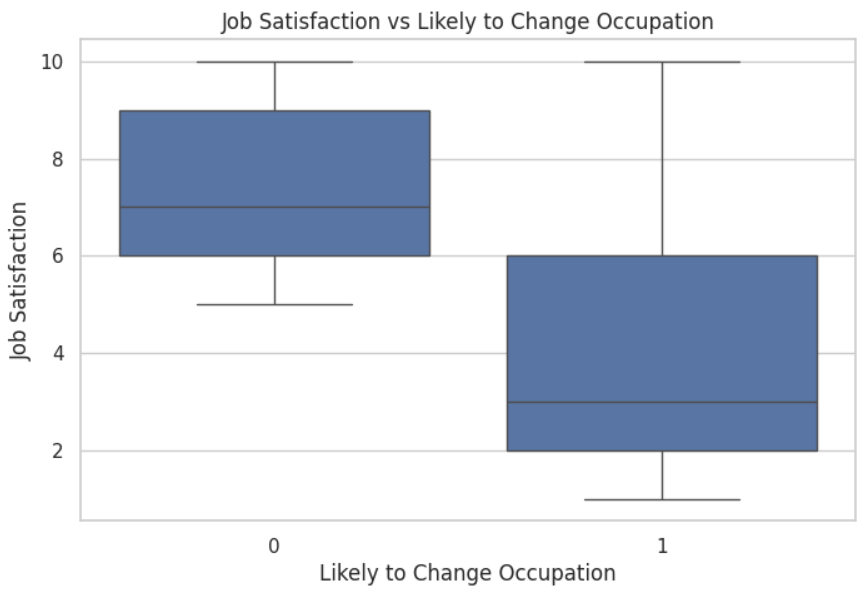 Job Satisfaction vs Likely to Change Occupation
10
8
6
4
2
Job Satisfaction
0 1
Likely to Change Occupation